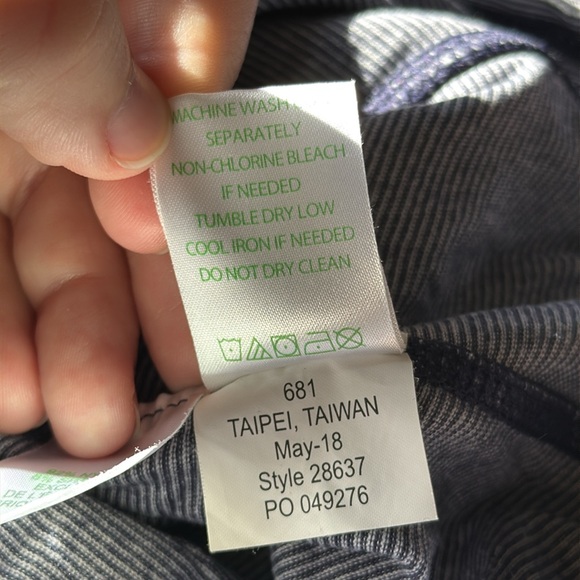 MACHINE WASH
SEPARATELY
NON-CHLORINE BLEACH
IF NEEDED
TUMBLE DRY LOW
COOL IRON IF NEEDED
DO NOT DRY CLEAN
681
TAIPEI, TAIWAN
May-18
Style 28637
PO 049276
DE L'